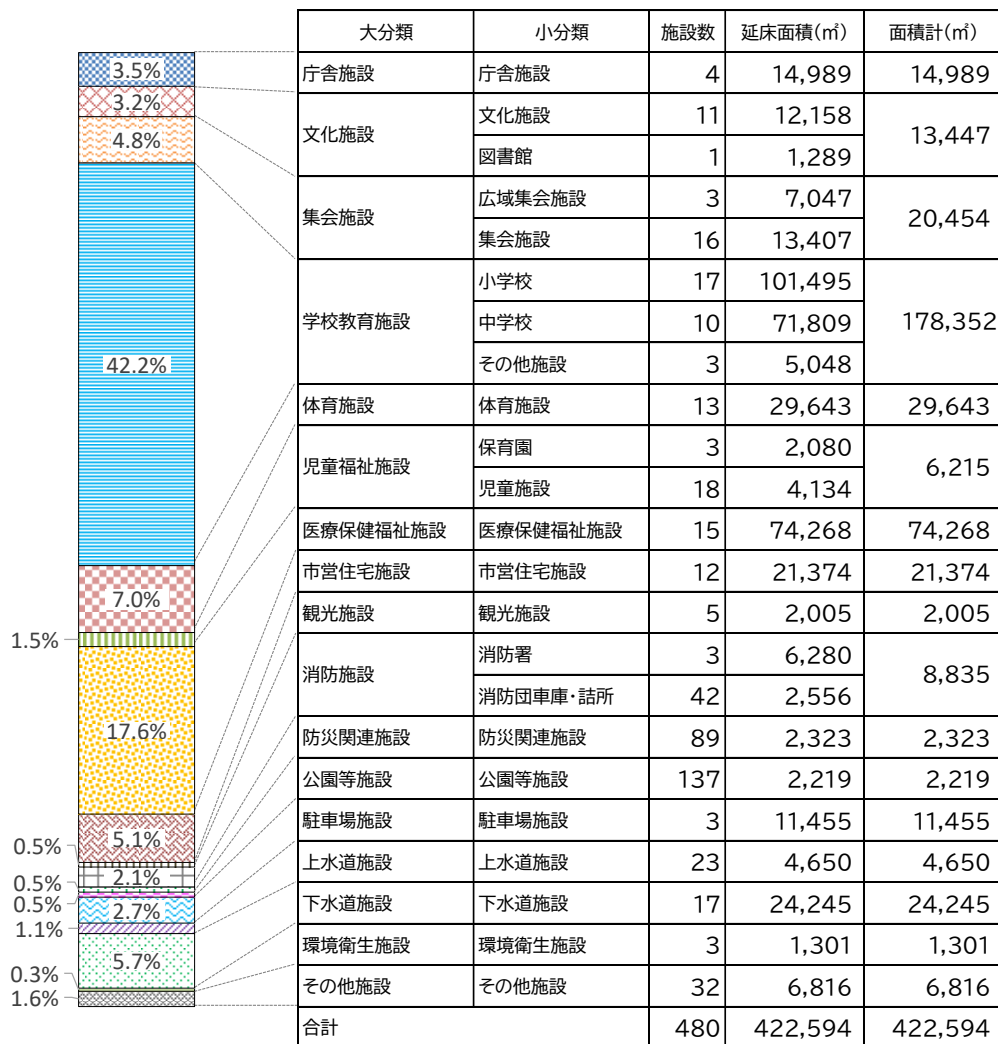 大分類 小分類 施設数 延床面積(㎡) 面積計(㎡)
庁舎施設 庁舎施設 4 14,989 14,989
文化施設 文化施設 11 12,158 13,447
図書館 1 1,289
集会施設 広域集会施設 3 7,047 20,454
集会施設 16 13,407
学校教育施設 小学校 17 101,495 178,352
中学校 10 71,809
その他施設 3 5,048
体育施設 体育施設 13 29,643 29,643
児童福祉施設 保育園 3 2,080 6,215
児童施設 18 4,134
医療保健福祉施設 医療保健福祉施設 15 74,268 74,268
市営住宅施設 市営住宅施設 12 21,374 21,374
観光施設 観光施設 5 2,005 2,005
消防施設 消防署 3 6,280 8,835
消防団車庫・詰所 42 2,556
防災関連施設 防災関連施設 89 2,323 2,323
公園等施設 公園等施設 137 2,219 2,219
駐車場施設 駐車場施設 3 11,455 11,455
上水道施設 上水道施設 23 4,650 4,650
下水道施設 下水道施設 17 24,245 24,245
環境衛生施設 環境衛生施設 3 1,301 1,301
その他施設 その他施設 32 6,816 6,816
合計 480 422,594 422,594
3.5%
3.2%
4.8%
42.2%
7.0%
1.5%
17.6%
5.1%
0.5%
2.1%
0.5%
0.5%
2.7%
1.1%
5.7%
0.3%
1.6%